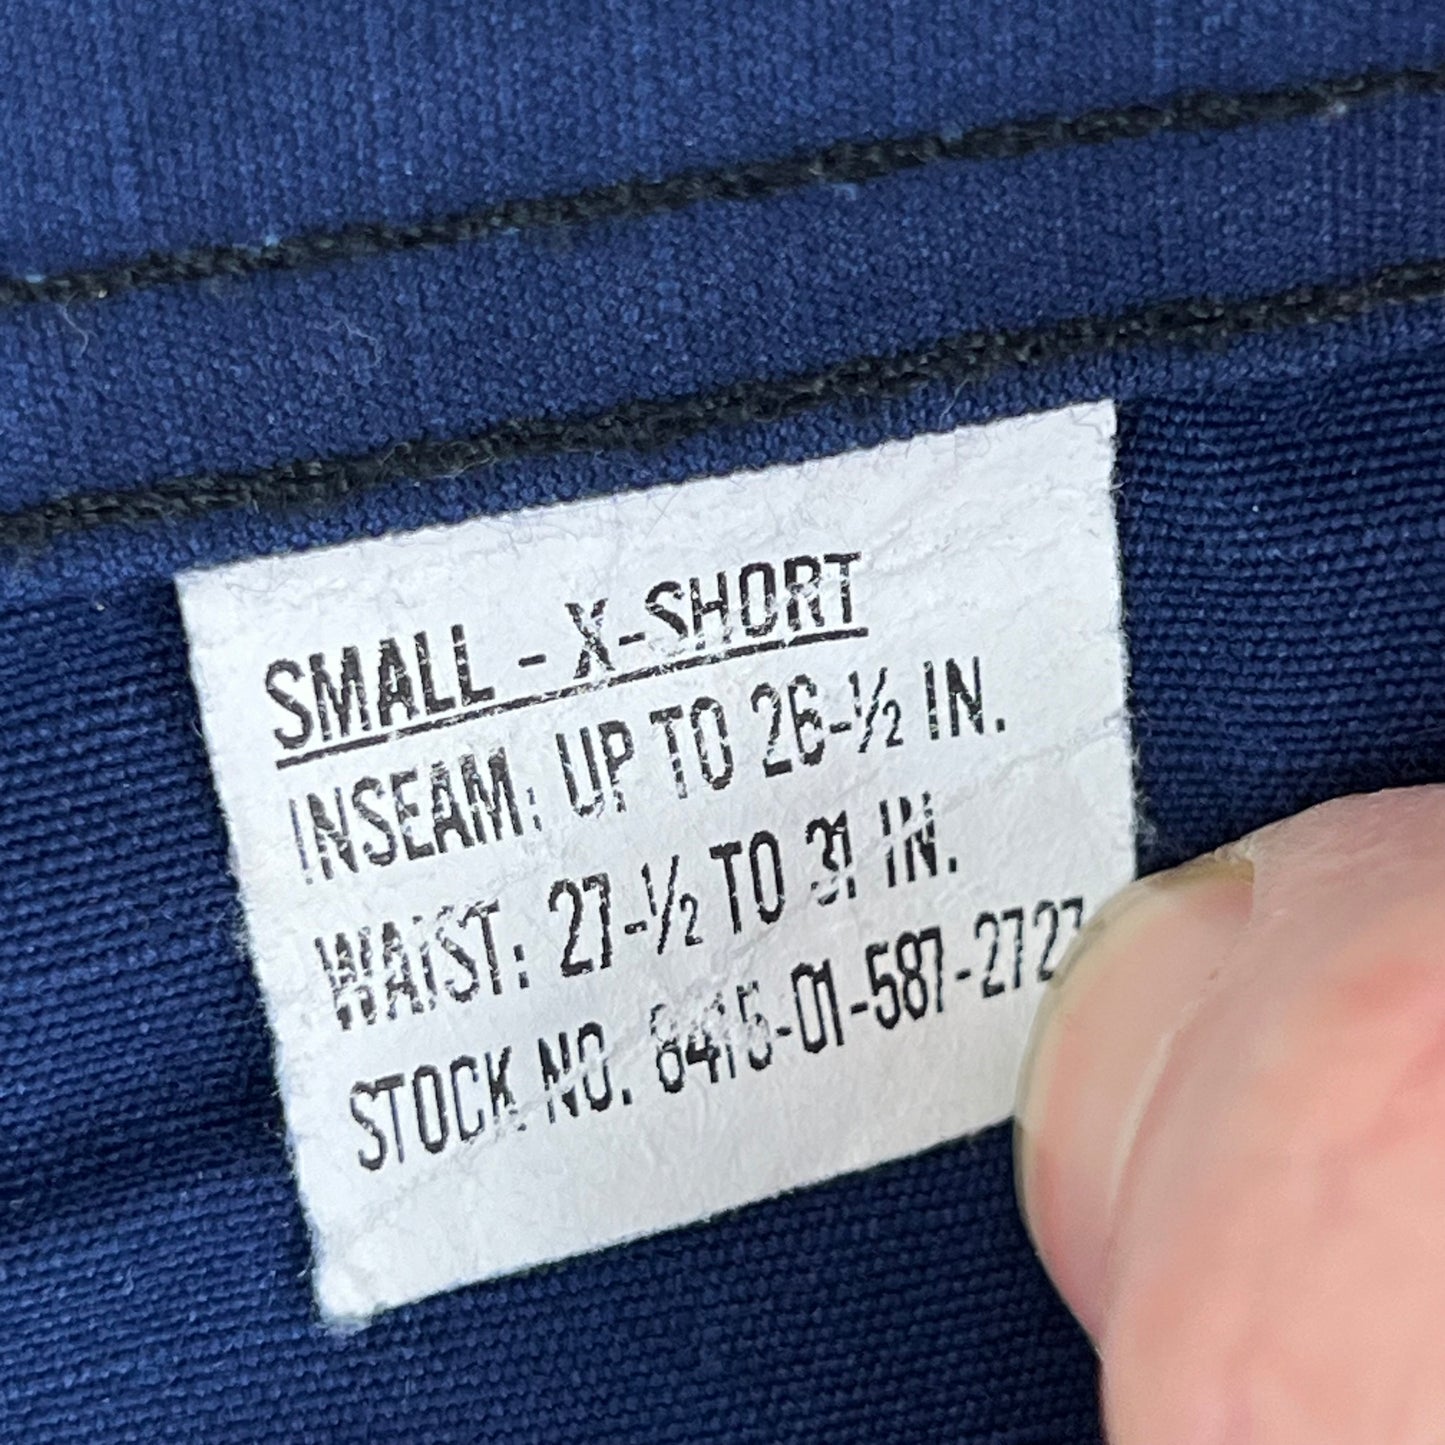 SMALL - X-SHORT
INSEAM: UP TO 26-½ IN.
WAIST: 27-½ TO 31 IN.
STOCK NO. 8415-01-587-2727